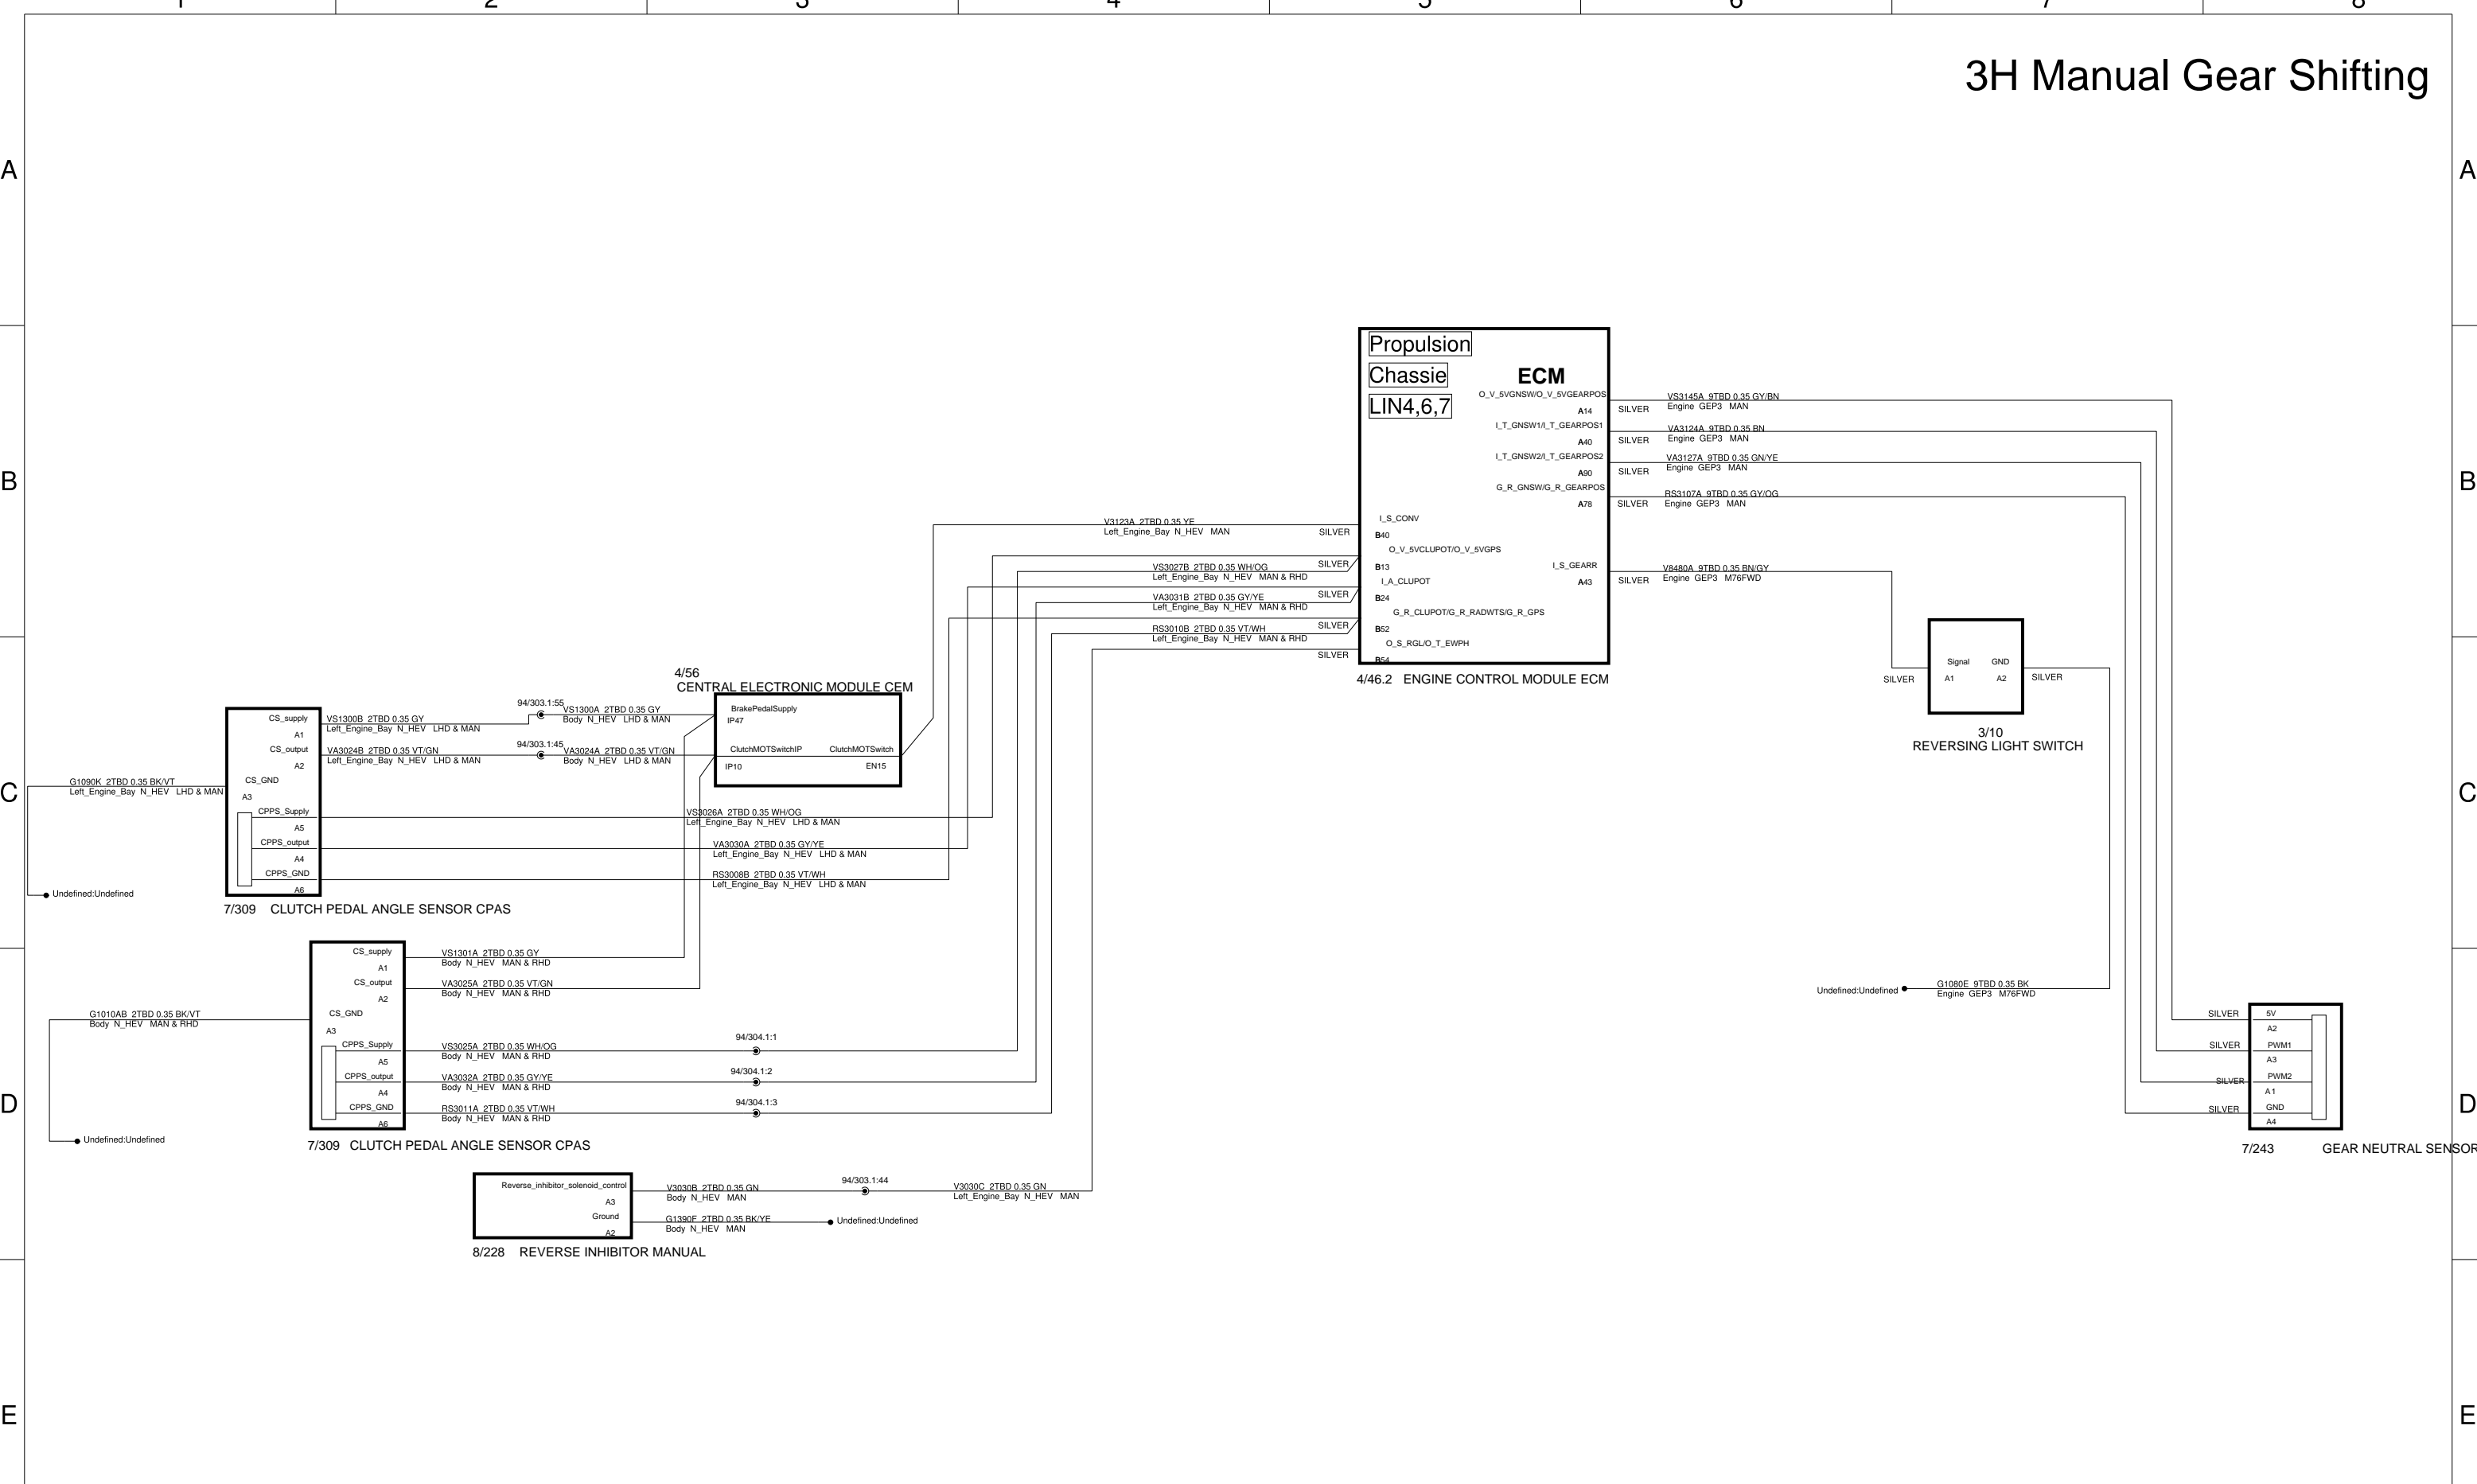 1 2 3 4 5 6 7 8
3H Manual Gear Shifting
A A
B B
C C
D D
E E
Propulsion
Chassie
LIN4,6,7
ECM
O_V_5VGNSW/O_V_5VGEARPOS
A14
I_T_GNSW1/I_T_GEARPOS1
A40
I_T_GNSW2/I_T_GEARPOS2
A90
G_R_GNSW/G_R_GEARPOS
A78
I_S_CONV
B40
O_V_5VCLUPOT/O_V_5VGPS
B13
I_S_GEARR
A43
I_A_CLUPOT
B24
G_R_CLUPOT/G_R_RADWTS/G_R_GPS
B52
O_S_RGL/O_T_EWPH
B54
4/46.2 ENGINE CONTROL MODULE ECM
SILVER
VS3145A 9TBD 0.35 GY/BN
Engine GEP3 MAN
SILVER
VA3124A 9TBD 0.35 BN
Engine GEP3 MAN
SILVER
VA3127A 9TBD 0.35 GN/YE
Engine GEP3 MAN
SILVER
RS3107A 9TBD 0.35 GY/OG
Engine GEP3 MAN
SILVER
V8480A 9TBD 0.35 BN/GY
Engine GEP3 M76FWD
V3123A 2TBD 0.35 YE
Left_Engine_Bay N_HEV MAN
SILVER
VS3027B 2TBD 0.35 WH/OG
Left_Engine_Bay N_HEV MAN & RHD
SILVER
VA3031B 2TBD 0.35 GY/YE
Left_Engine_Bay N_HEV MAN & RHD
SILVER
RS3010B 2TBD 0.35 VT/WH
Left_Engine_Bay N_HEV MAN & RHD
SILVER
SILVER
SILVER
Signal GND
A1 A2
SILVER
3/10
REVERSING LIGHT SWITCH
4/56
CENTRAL ELECTRONIC MODULE CEM
BrakePedalSupply
IP47
ClutchMOTSwitchIP ClutchMOTSwitch
IP10 EN15
CS_supply
A1
CS_output
A2
CS_GND
A3
CPPS_Supply
A5
CPPS_output
A4
CPPS_GND
A6
7/309 CLUTCH PEDAL ANGLE SENSOR CPAS
VS1300B 2TBD 0.35 GY
Left_Engine_Bay N_HEV LHD & MAN
94/303.1:55
VS1300A 2TBD 0.35 GY
Body N_HEV LHD & MAN
VA3024B 2TBD 0.35 VT/GN
Left_Engine_Bay N_HEV LHD & MAN
94/303.1:45
VA3024A 2TBD 0.35 VT/GN
Body N_HEV LHD & MAN
G1090K 2TBD 0.35 BK/VT
Left_Engine_Bay N_HEV LHD & MAN
Undefined:Undefined
VS3026A 2TBD 0.35 WH/OG
Left_Engine_Bay N_HEV LHD & MAN
VA3030A 2TBD 0.35 GY/YE
Left_Engine_Bay N_HEV LHD & MAN
RS3008B 2TBD 0.35 VT/WH
Left_Engine_Bay N_HEV LHD & MAN
CS_supply
A1
CS_output
A2
CS_GND
A3
CPPS_Supply
A5
CPPS_output
A4
CPPS_GND
A6
7/309 CLUTCH PEDAL ANGLE SENSOR CPAS
VS1301A 2TBD 0.35 GY
Body N_HEV MAN & RHD
VA3025A 2TBD 0.35 VT/GN
Body N_HEV MAN & RHD
G1010AB 2TBD 0.35 BK/VT
Body N_HEV MAN & RHD
Undefined:Undefined
VS3025A 2TBD 0.35 WH/OG
Body N_HEV MAN & RHD
94/304.1:1
VA3032A 2TBD 0.35 GY/YE
Body N_HEV MAN & RHD
94/304.1:2
RS3011A 2TBD 0.35 VT/WH
Body N_HEV MAN & RHD
94/304.1:3
Undefined:Undefined
G1080E 9TBD 0.35 BK
Engine GEP3 M76FWD
SILVER
5V
A2
SILVER
PWM1
A3
SILVER
PWM2
A1
SILVER
GND
A4
7/243 GEAR NEUTRAL SENSOR
Reverse_inhibitor_solenoid_control
A3
Ground
A2
8/228 REVERSE INHIBITOR MANUAL
V3030B 2TBD 0.35 GN
Body N_HEV MAN
94/303.1:44
V3030C 2TBD 0.35 GN
Left_Engine_Bay N_HEV MAN
G1390F 2TBD 0.35 BK/YE
Body N_HEV MAN
Undefined:Undefined